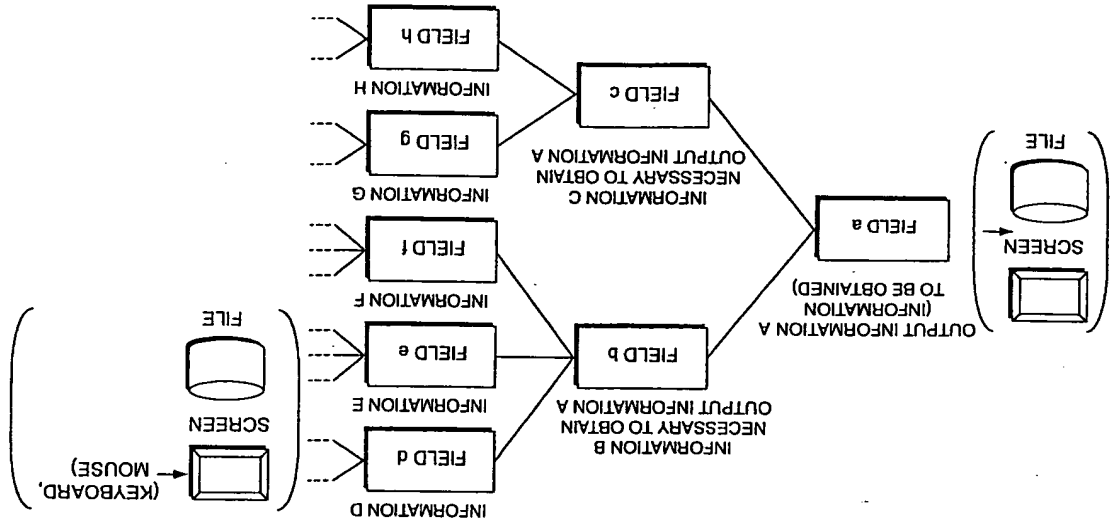 SCREEN
FILE
OUTPUT INFORMATION A
(INFORMATION
TO BE OBTAINED)
FIELD a
INFORMATION
B
NECESSARY TO OBTAIN
OUTPUT INFORMATION A
FIELD b
INFORMATION C
NECESSARY TO OBTAIN
OUTPUT INFORMATION A
FIELD c
INFORMATION D
FIELD d
INFORMATION E
FIELD e
INFORMATION F
FIELD f
INFORMATION G
FIELD g
INFORMATION H
FIELD h
(KEYBOARD,
MOUSE)
SCREEN
FILE